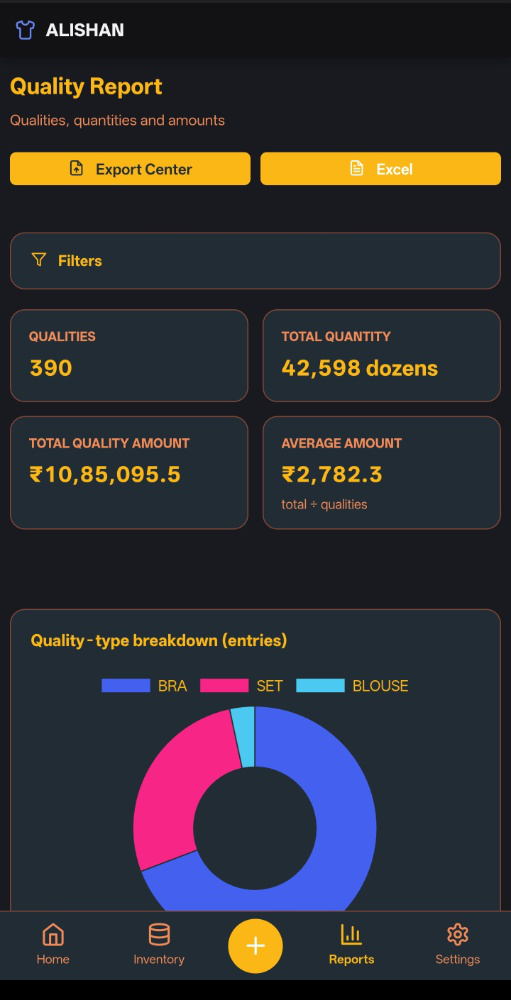 ALISHAN
Quality Report
Qualities, quantities and amounts
Export Center
Excel
Filters
QUALITIES
390
TOTAL QUANTITY
42,598 dozens
TOTAL QUALITY AMOUNT
₹10,85,095.5
AVERAGE AMOUNT
₹2,782.3
total ÷ qualities
Quality-type breakdown (entries)
BRA SET BLOUSE
Home Inventory Reports Settings